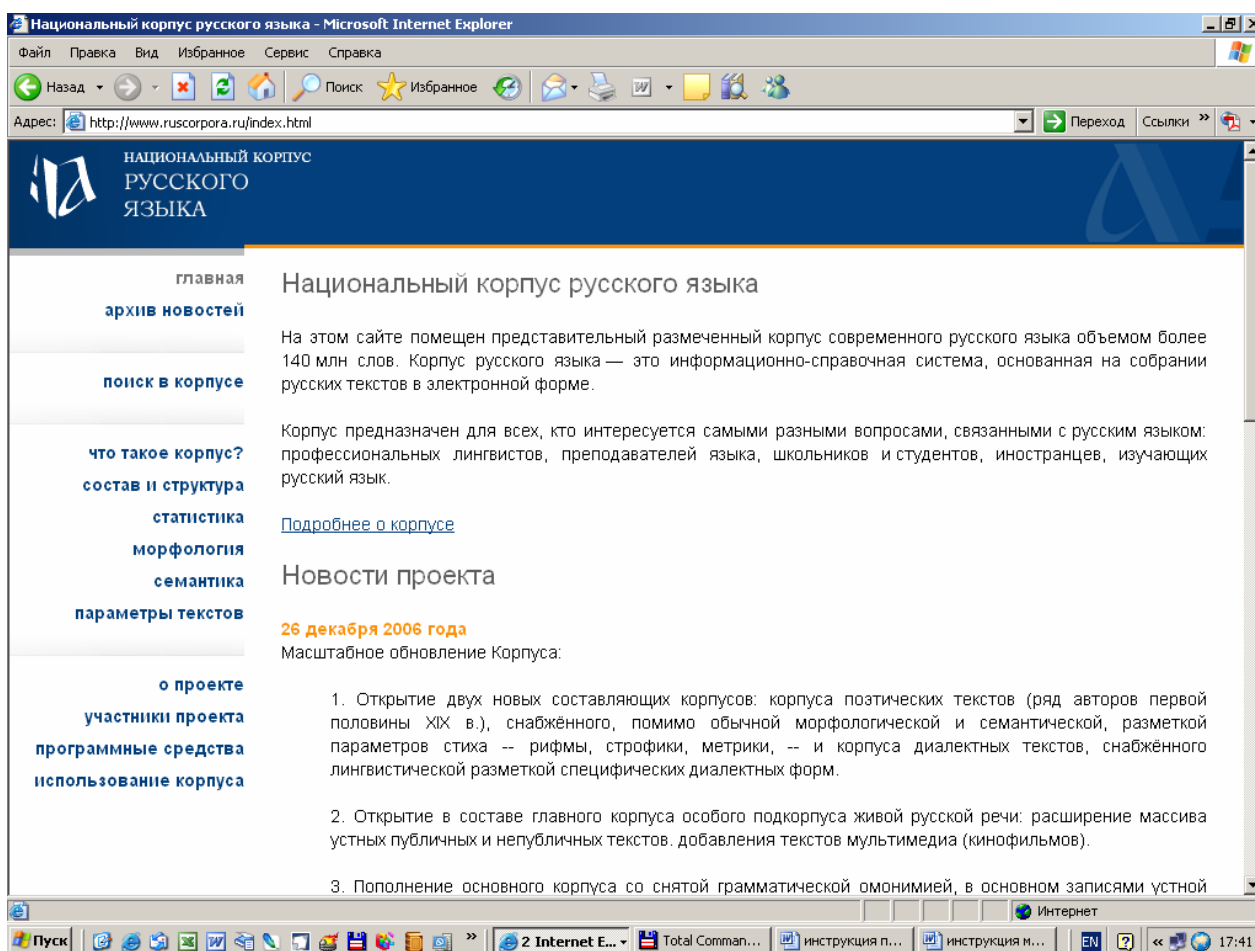 Национальный корпус русского языка - Microsoft Internet Explorer
Файл Правка Вид Избранное Сервис Справка
Назад Поиск Избранное
Адрес: http://www.ruscorpora.ru/index.html Переход Ссылки »
НАЦИОНАЛЬНЫЙ КОРПУС
РУССКОГО
ЯЗЫКА
главная
архив новостей
поиск в корпусе
что такое корпус?
состав и структура
статистика
морфология
семантика
параметры текстов
о проекте
участники проекта
программные средства
использование корпуса
Национальный корпус русского языка
На этом сайте помещен представительный размеченный корпус современного русского языка объемом более
140 млн слов. Корпус русского языка — это информационно-справочная система, основанная на собрании
русских текстов в электронной форме.
Корпус предназначен для всех, кто интересуется самыми разными вопросами, связанными с русским языком:
профессиональных лингвистов, преподавателей языка, школьников и студентов, иностранцев, изучающих
русский язык.
Подробнее о корпусе
Новости проекта
26 декабря 2006 года
Масштабное обновление Корпуса:
1. Открытие двух новых составляющих корпусов: корпуса поэтических текстов (ряд авторов первой
половины XIX в.), снабжённого, помимо обычной морфологической и семантической, разметкой
параметров стиха -- рифмы, строфики, метрики, -- и корпуса диалектных текстов, снабжённого
лингвистической разметкой специфических диалектных форм.
2. Открытие в составе главного корпуса особого подкорпуса живой русской речи: расширение массива
устных публичных и непубличных текстов. добавления текстов мультимедиа (кинофильмов).
3. Пополнение основного корпуса со снятой грамматической омонимией, в основном записями устной
Интернет
Пуск » 2 Internet E... Total Comman... инструкция п... инструкция м... EN « 17:41